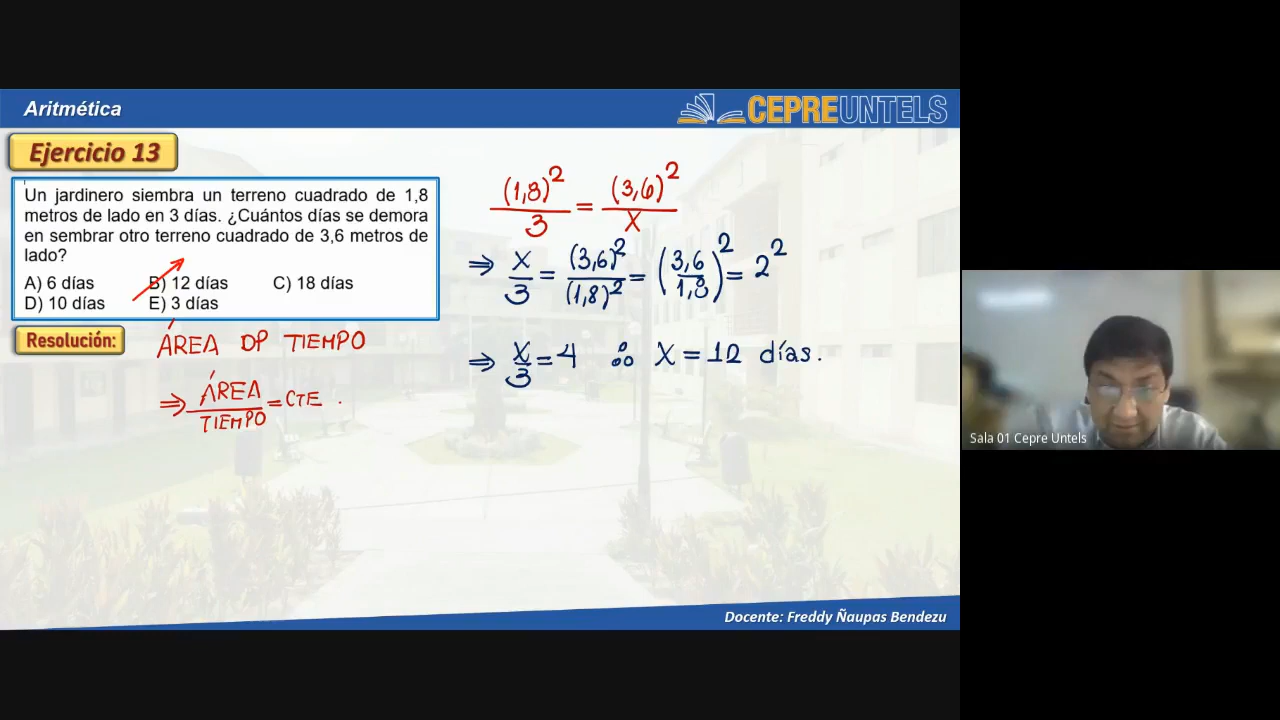 Aritmética
CEPREUNTELS
Ejercicio 13
Un jardinero siembra un terreno cuadrado de 1,8
metros de lado en 3 días. ¿Cuántos días se demora
en sembrar otro terreno cuadrado de 3,6 metros de
lado?
A) 6 días B) 12 días C) 18 días
D) 10 días E) 3 días
Resolución:
ÁREA DP TIEMPO
⇒ ÁREA/TIEMPO = CTE.
(1,8)²/3 = (3,6)²/X
⇒ X/3 = (3,6)²/(1,8)² = (3,6/1,8)² = 2²
⇒ X/3 = 4 ∴ X = 12 días.
Sala 01 Cepre Untels
Docente: Freddy Ñaupas Bendezu